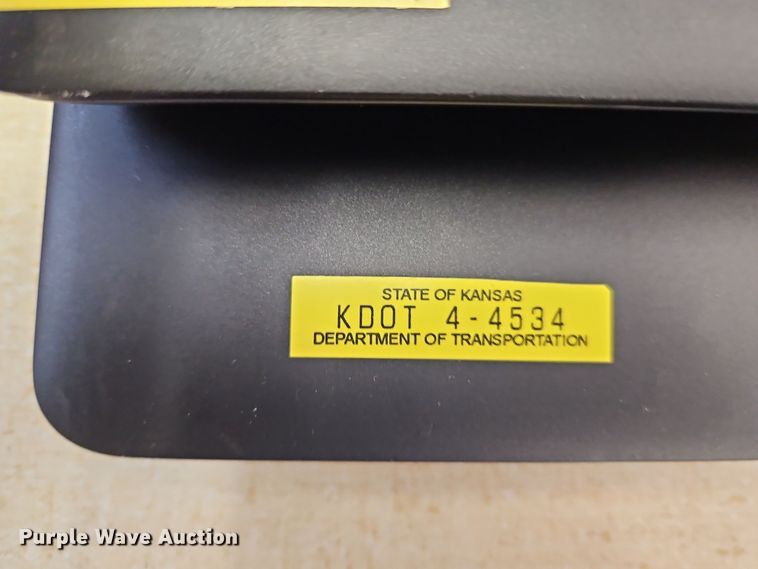 STATE OF KANSAS
KDOT 4-4534
DEPARTMENT OF TRANSPORTATION
Purple Wave Auction